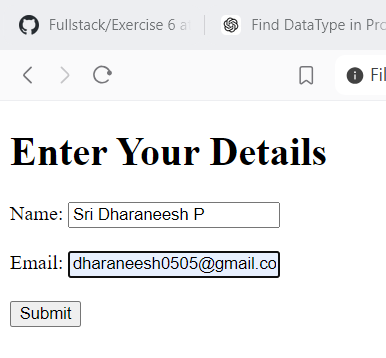 Fullstack/Exercise 6 at
Find DataType in Pro
Fil
Enter Your Details
Name: Sri Dharaneesh P
Email: dharaneesh0505@gmail.co
Submit